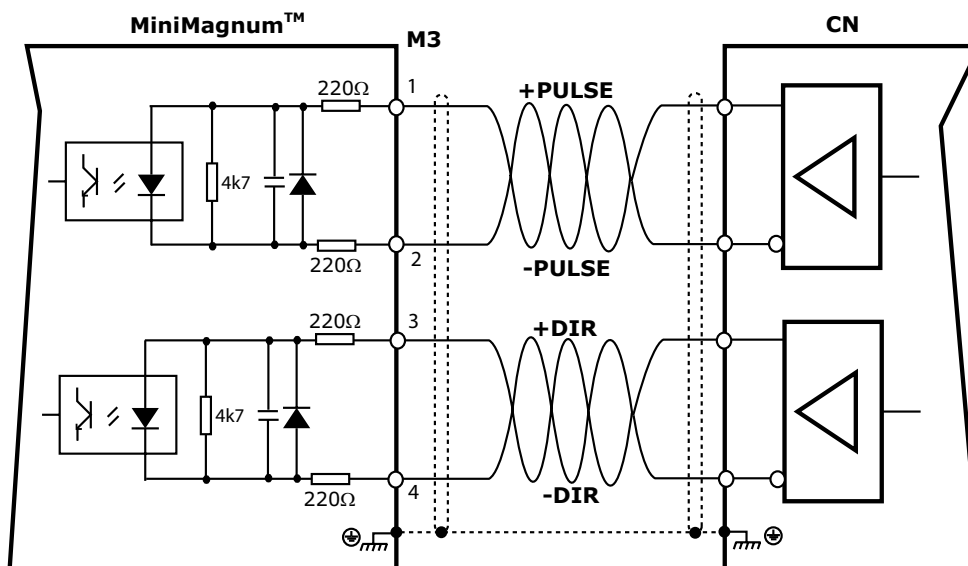 MiniMagnum™
M3
CN
220Ω
1
+PULSE
4k7
2
220Ω
-PULSE
220Ω
3
+DIR
4k7
220Ω
4
-DIR